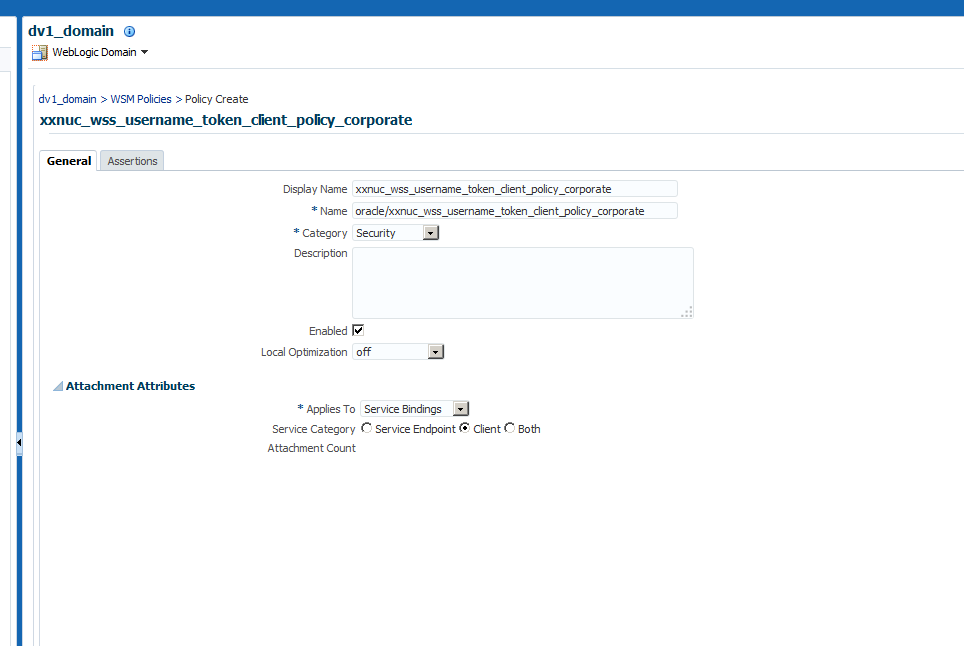 dv1_domain
WebLogic Domain
dv1_domain > WSM Policies > Policy Create
xxnuc_wss_username_token_client_policy_corporate
General Assertions
Display Name xxnuc_wss_username_token_client_policy_corporate
* Name oracle/xxnuc_wss_username_token_client_policy_corporate
* Category Security
Description
Enabled
Local Optimization off
Attachment Attributes
* Applies To Service Bindings
Service Category Service Endpoint Client Both
Attachment Count